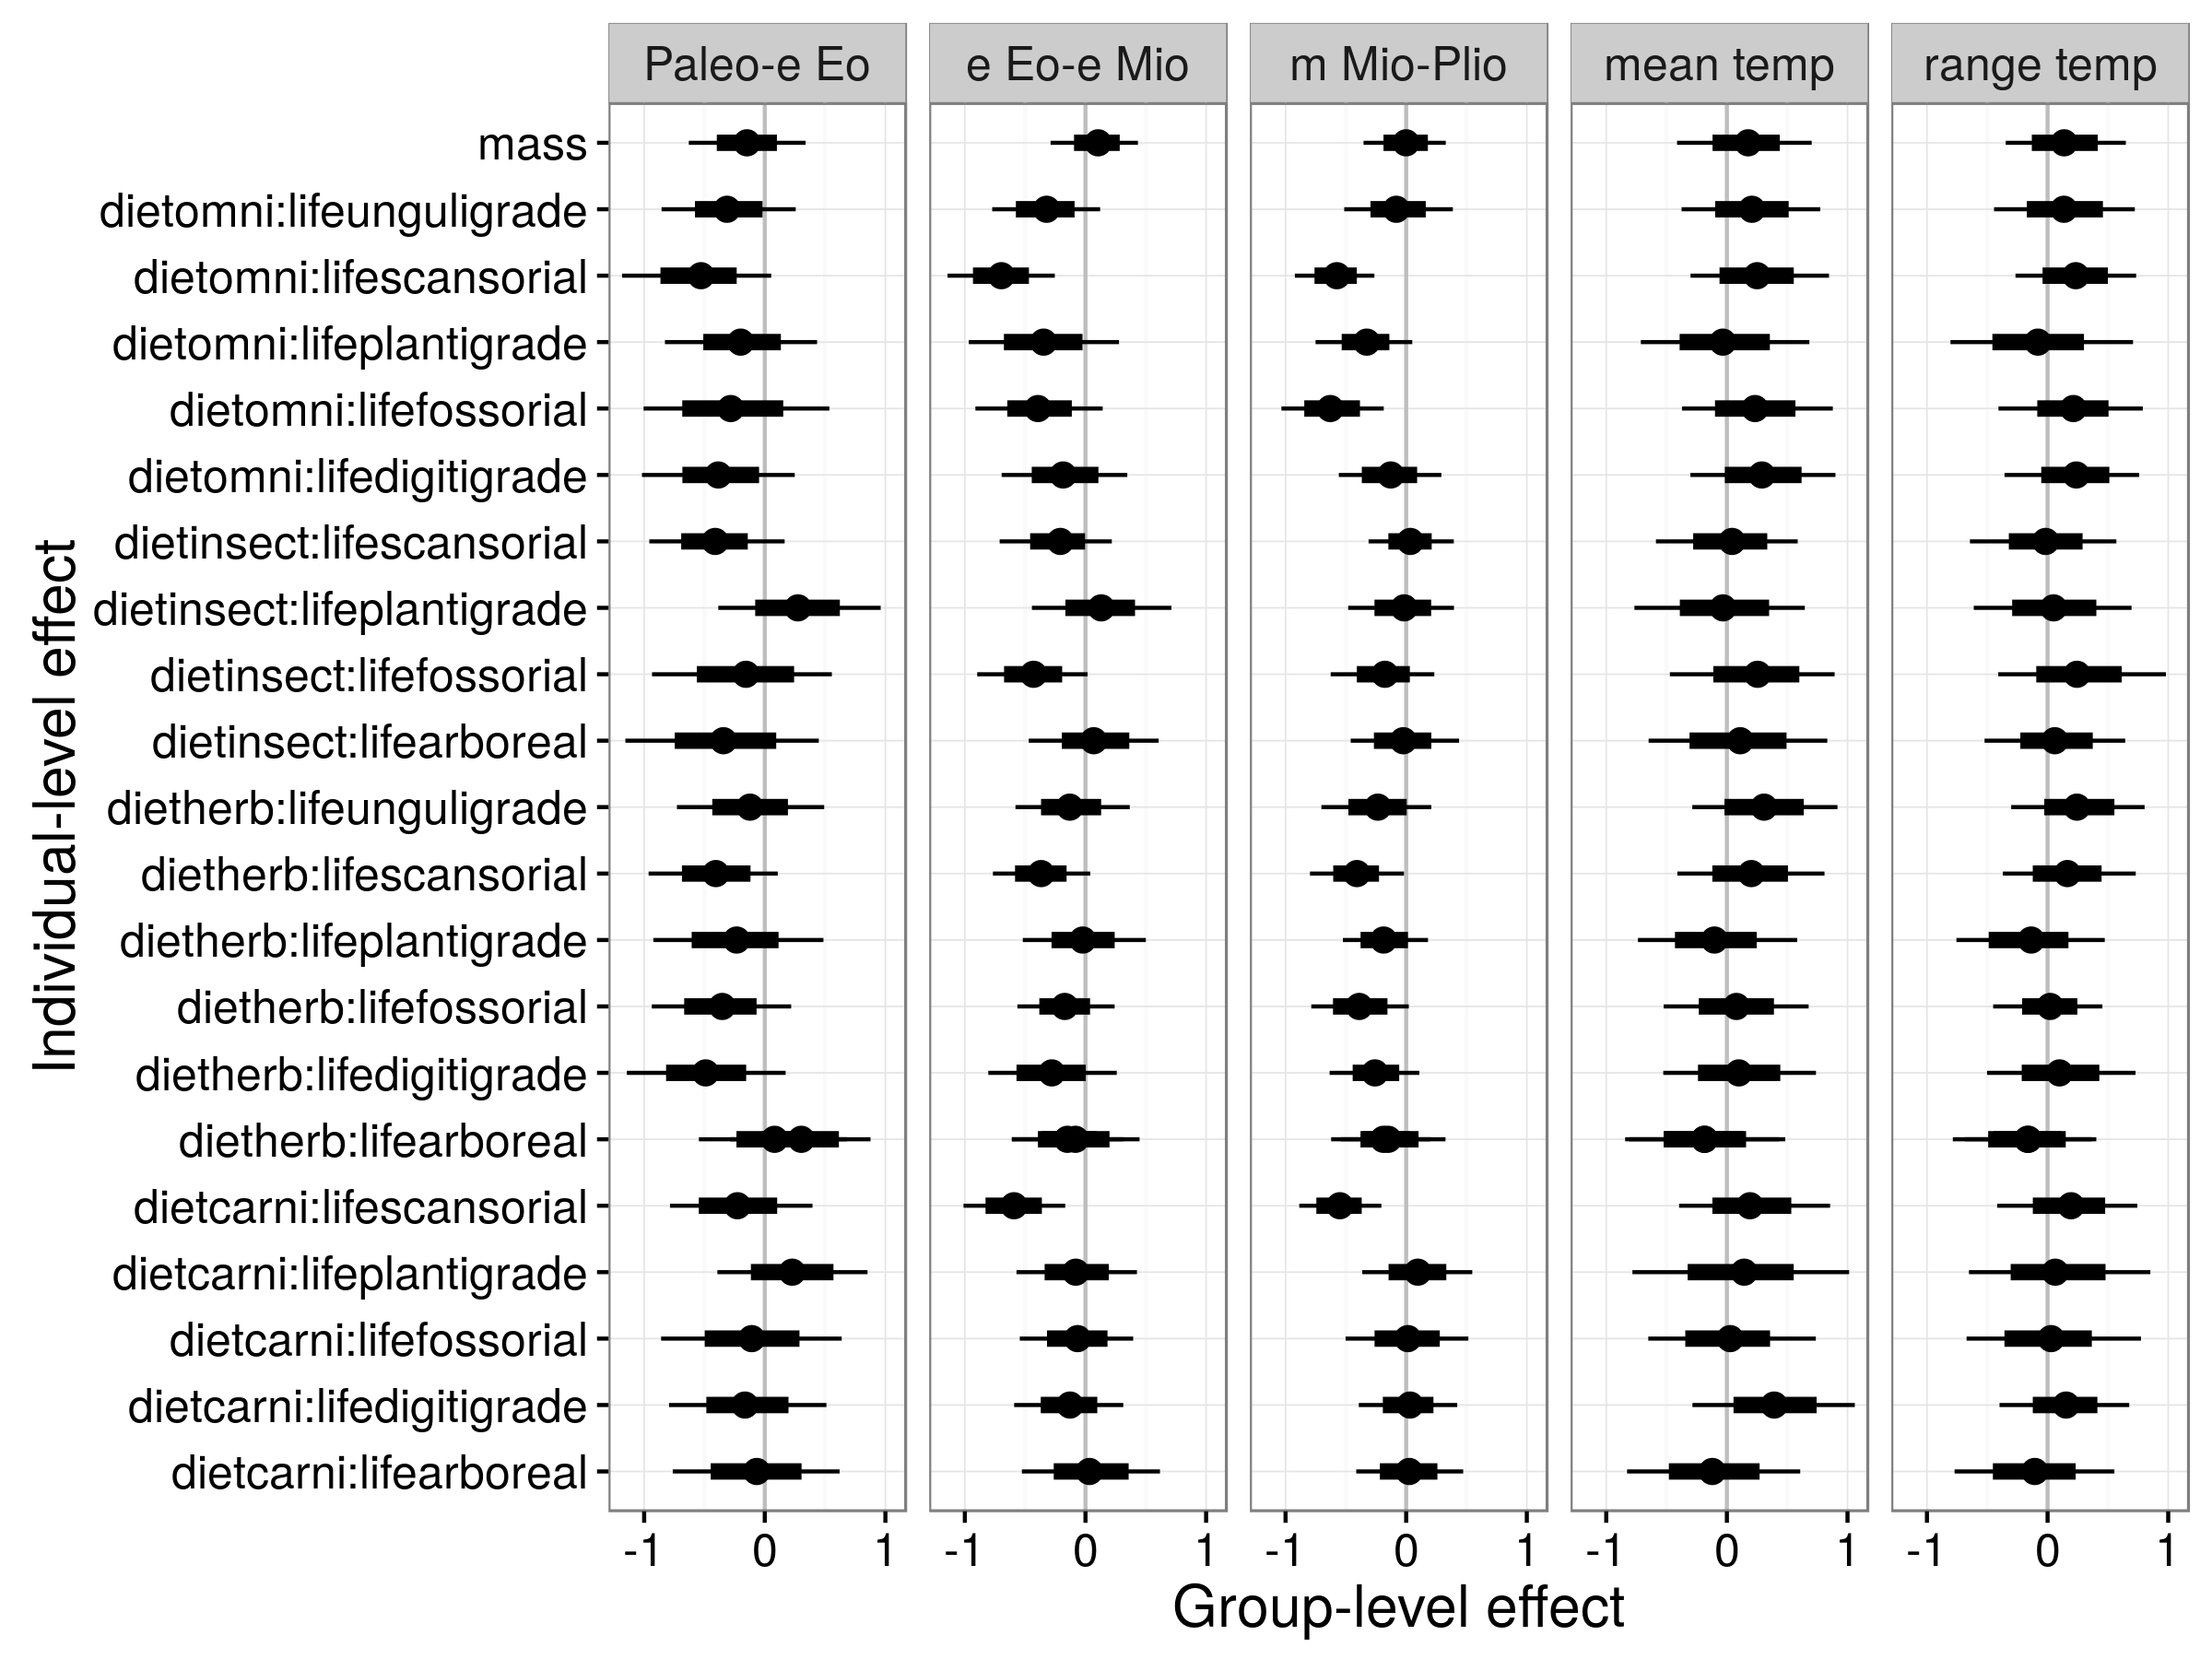 Paleo-e Eo e Eo-e Mio m Mio-Plio mean temp range temp
Individual-level effect
mass
dietomni:lifeunguligrade
dietomni:lifescansorial
dietomni:lifeplantigrade
dietomni:lifefossorial
dietomni:lifedigitigrade
dietinsect:lifescansorial
dietinsect:lifeplantigrade
dietinsect:lifefossorial
dietinsect:lifearboreal
dietherb:lifeunguligrade
dietherb:lifescansorial
dietherb:lifeplantigrade
dietherb:lifefossorial
dietherb:lifedigitigrade
dietherb:lifearboreal
dietcarni:lifescansorial
dietcarni:lifeplantigrade
dietcarni:lifefossorial
dietcarni:lifedigitigrade
dietcarni:lifearboreal
-1 0 1 -1 0 1 -1 0 1 -1 0 1 -1 0 1
Group-level effect